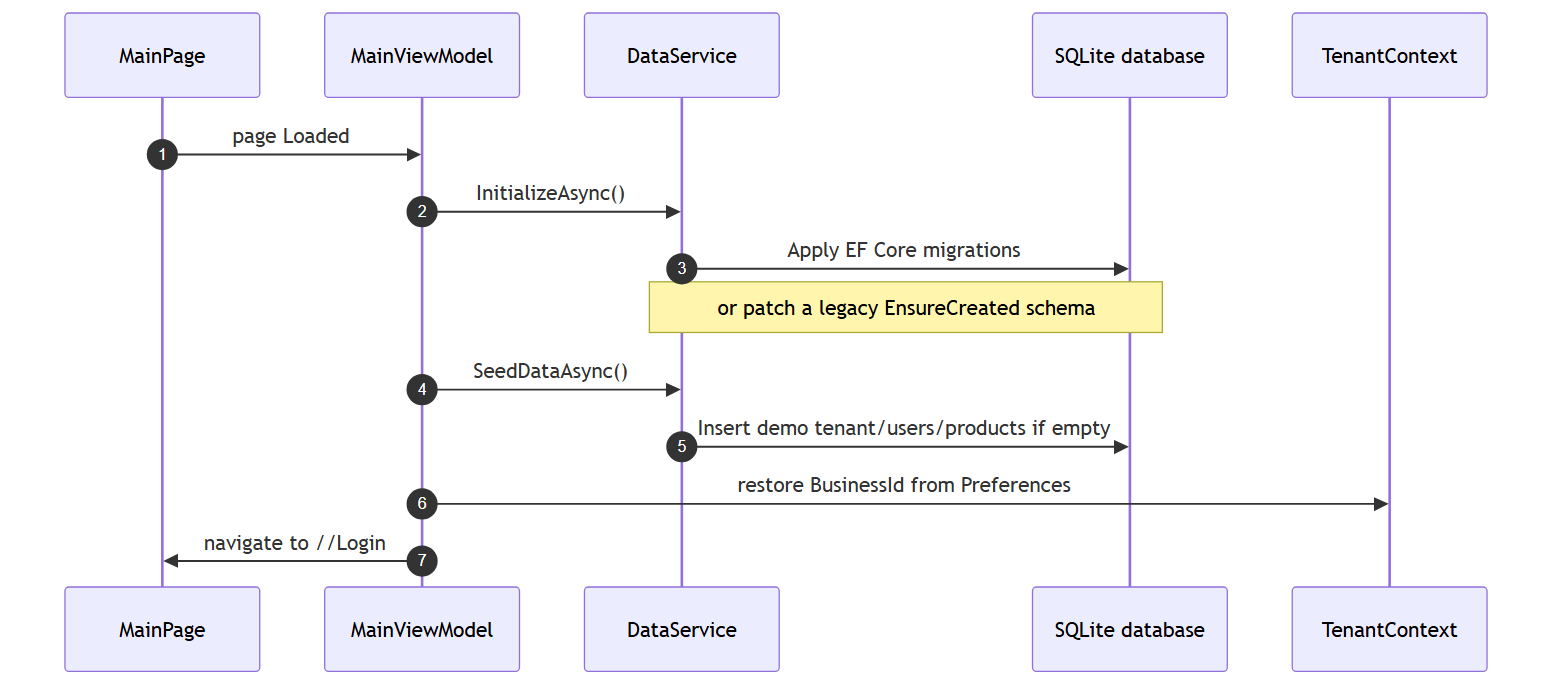 MainPage
MainViewModel
DataService
SQLite database
TenantContext
page Loaded
1
InitializeAsync()
2
Apply EF Core migrations
3
or patch a legacy EnsureCreated schema
SeedDataAsync()
4
Insert demo tenant/users/products if empty
5
restore BusinessId from Preferences
6
navigate to //Login
7
MainPage
MainViewModel
DataService
SQLite database
TenantContext